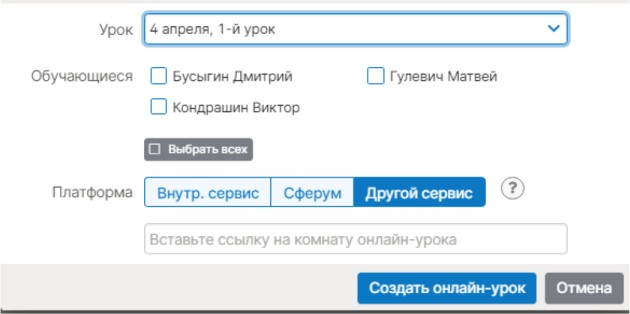 Урок 4 апреля, 1-й урок
Обучающиеся Бусыгин Дмитрий Гулевич Матвей
Кондрашин Виктор
Выбрать всех
Платформа Внутр. сервис Сферум Другой сервис ?
Вставьте ссылку на комнату онлайн-урока
Создать онлайн-урок Отмена